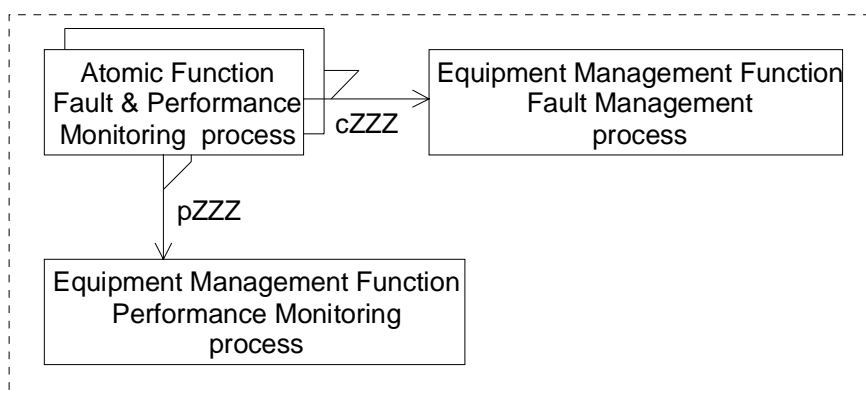 Atomic Function
Fault & Performance
Monitoring process
cZZZ
Equipment Management Function
Fault Management
process
pZZZ
Equipment Management Function
Performance Monitoring
process